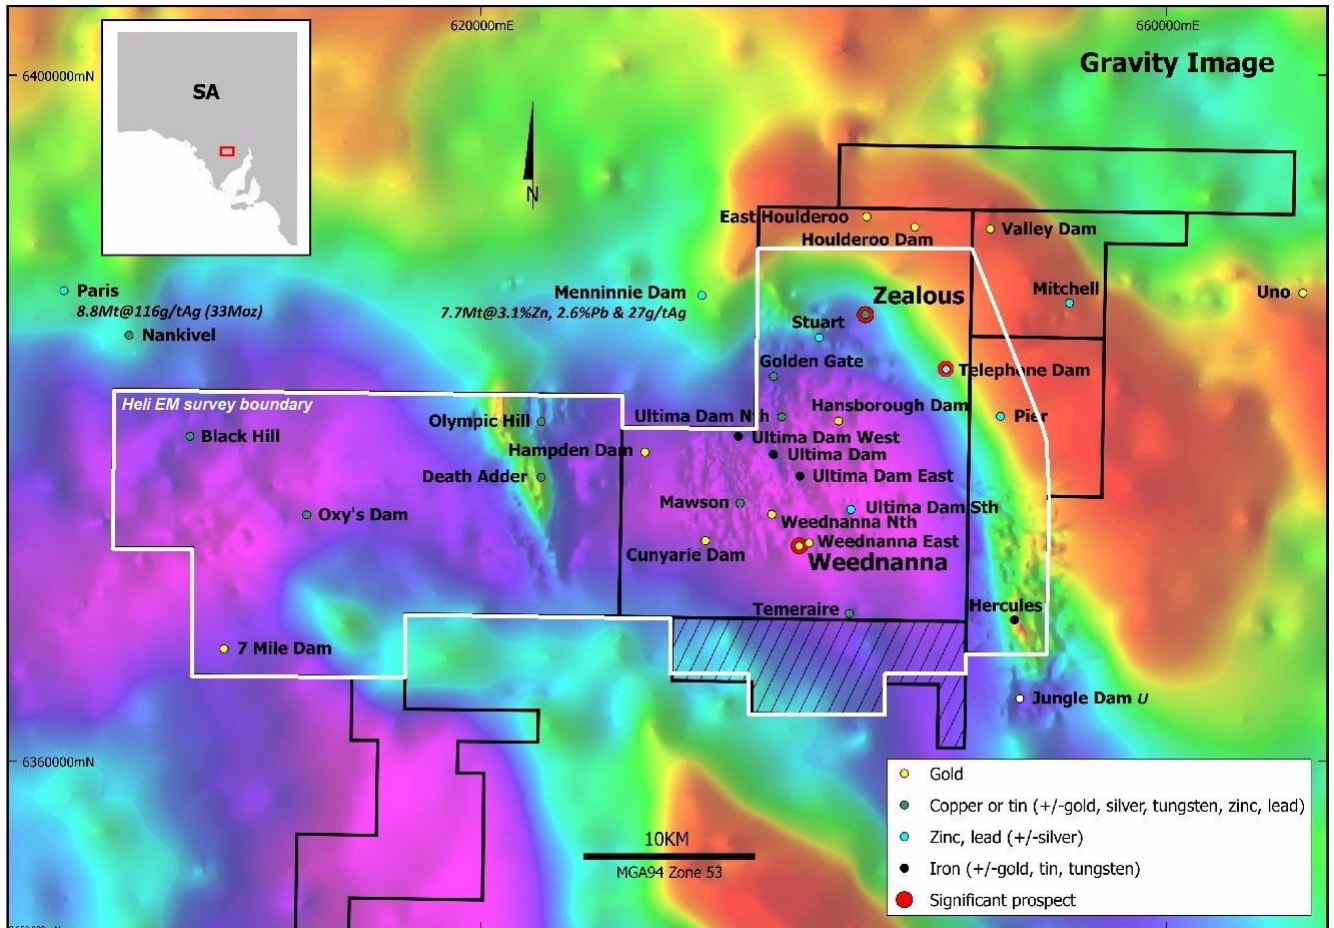 620000mE
660000mE
6400000mN
Gravity Image
SA
N
East Houlderoo
Houlderoo Dam
Valley Dam
Mitchell
Uno
Paris
8.8Mt@116g/tAg (33Moz)
Nankivel
Menninnie Dam
7.7Mt@3.1%Zn, 2.6%Pb & 27g/tAg
Zealous
Stuart
Golden Gate
Telephone Dam
Heli EM survey boundary
Black Hill
Olympic Hill
Ultima Dam Nth
Hansborough Dam
Pier
Hampden Dam
Ultima Dam West
Ultima Dam
Death Adder
Ultima Dam East
Oxy's Dam
Mawson
Ultima Dam Sth
Weednanna Nth
Cunyarie Dam
Weednanna East
Weednanna
Temeraire
Hercules
7 Mile Dam
Jungle Dam U
6360000mN
10KM
MGA94 Zone 53
Gold
Copper or tin (+/-gold, silver, tungsten, zinc, lead)
Zinc, lead (+/-silver)
Iron (+/-gold, tin, tungsten)
Significant prospect